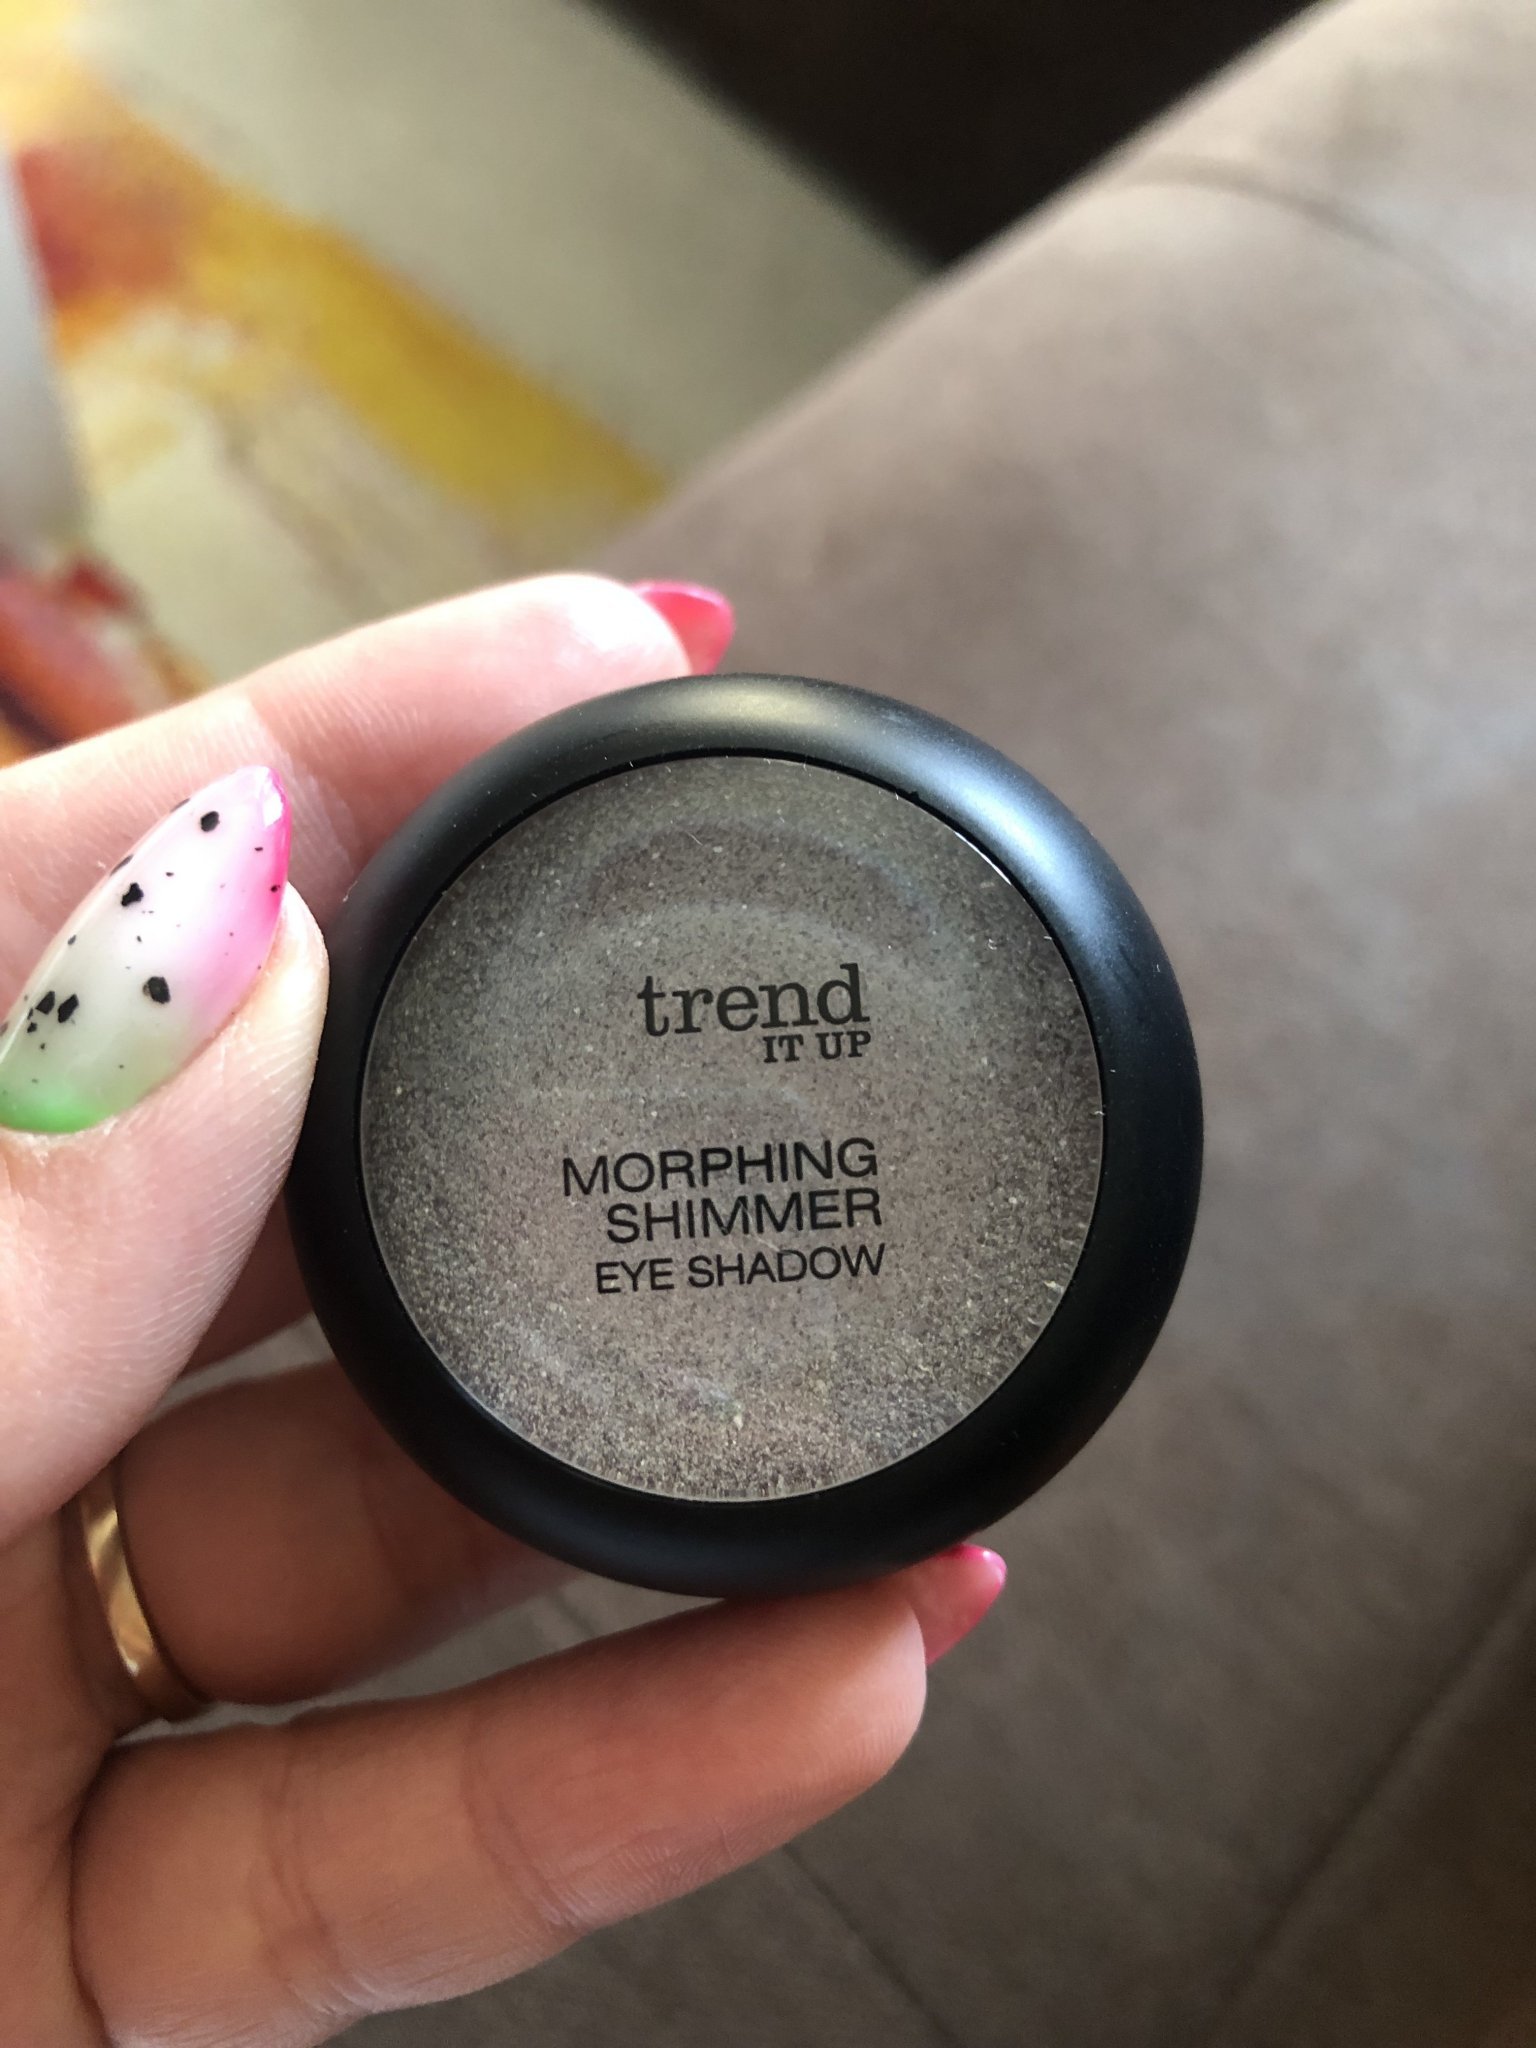 trend
IT UP
MORPHING
SHIMMER
EYE SHADOW